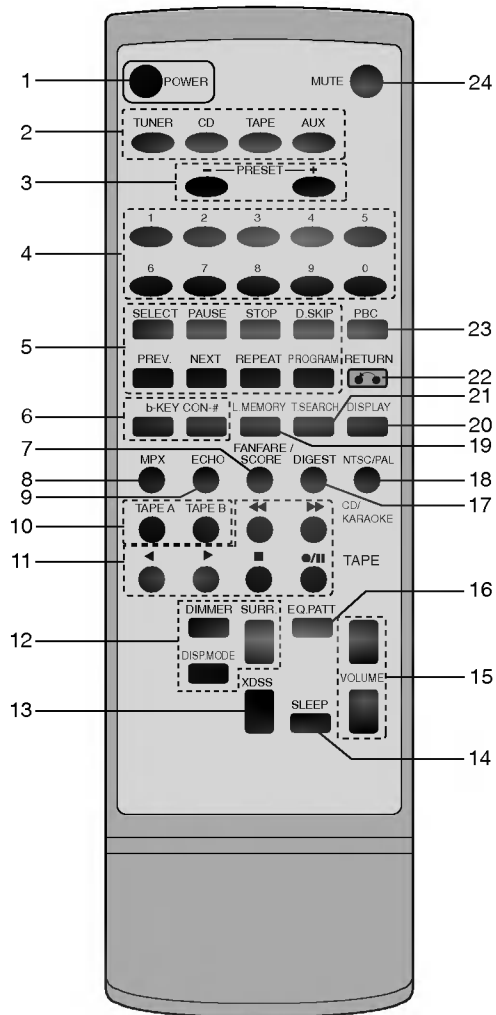 1 POWER MUTE 24
2 TUNER CD TAPE AUX
3 – PRESET +
1 2 3 4 5
4
6 7 8 9 0
SELECT PAUSE STOP D.SKIP PBC
5 23
PREV. NEXT REPEAT PROGRAM RETURN
22
21
6 b-KEY CON-# L.MEMORY T.SEARCH DISPLAY 20
19
7 FANFARE / SCORE
8 MPX ECHO DIGEST NTSC/PAL 18
9 17
10 TAPE A TAPE B ◀◀ ▶▶ CD/ KARAOKE
11 ◀ ▶ ■ ●/II TAPE
16
12 DIMMER SURR. EQ.PATT
DISP.MODE VOLUME 15
13 XDSS
SLEEP 14